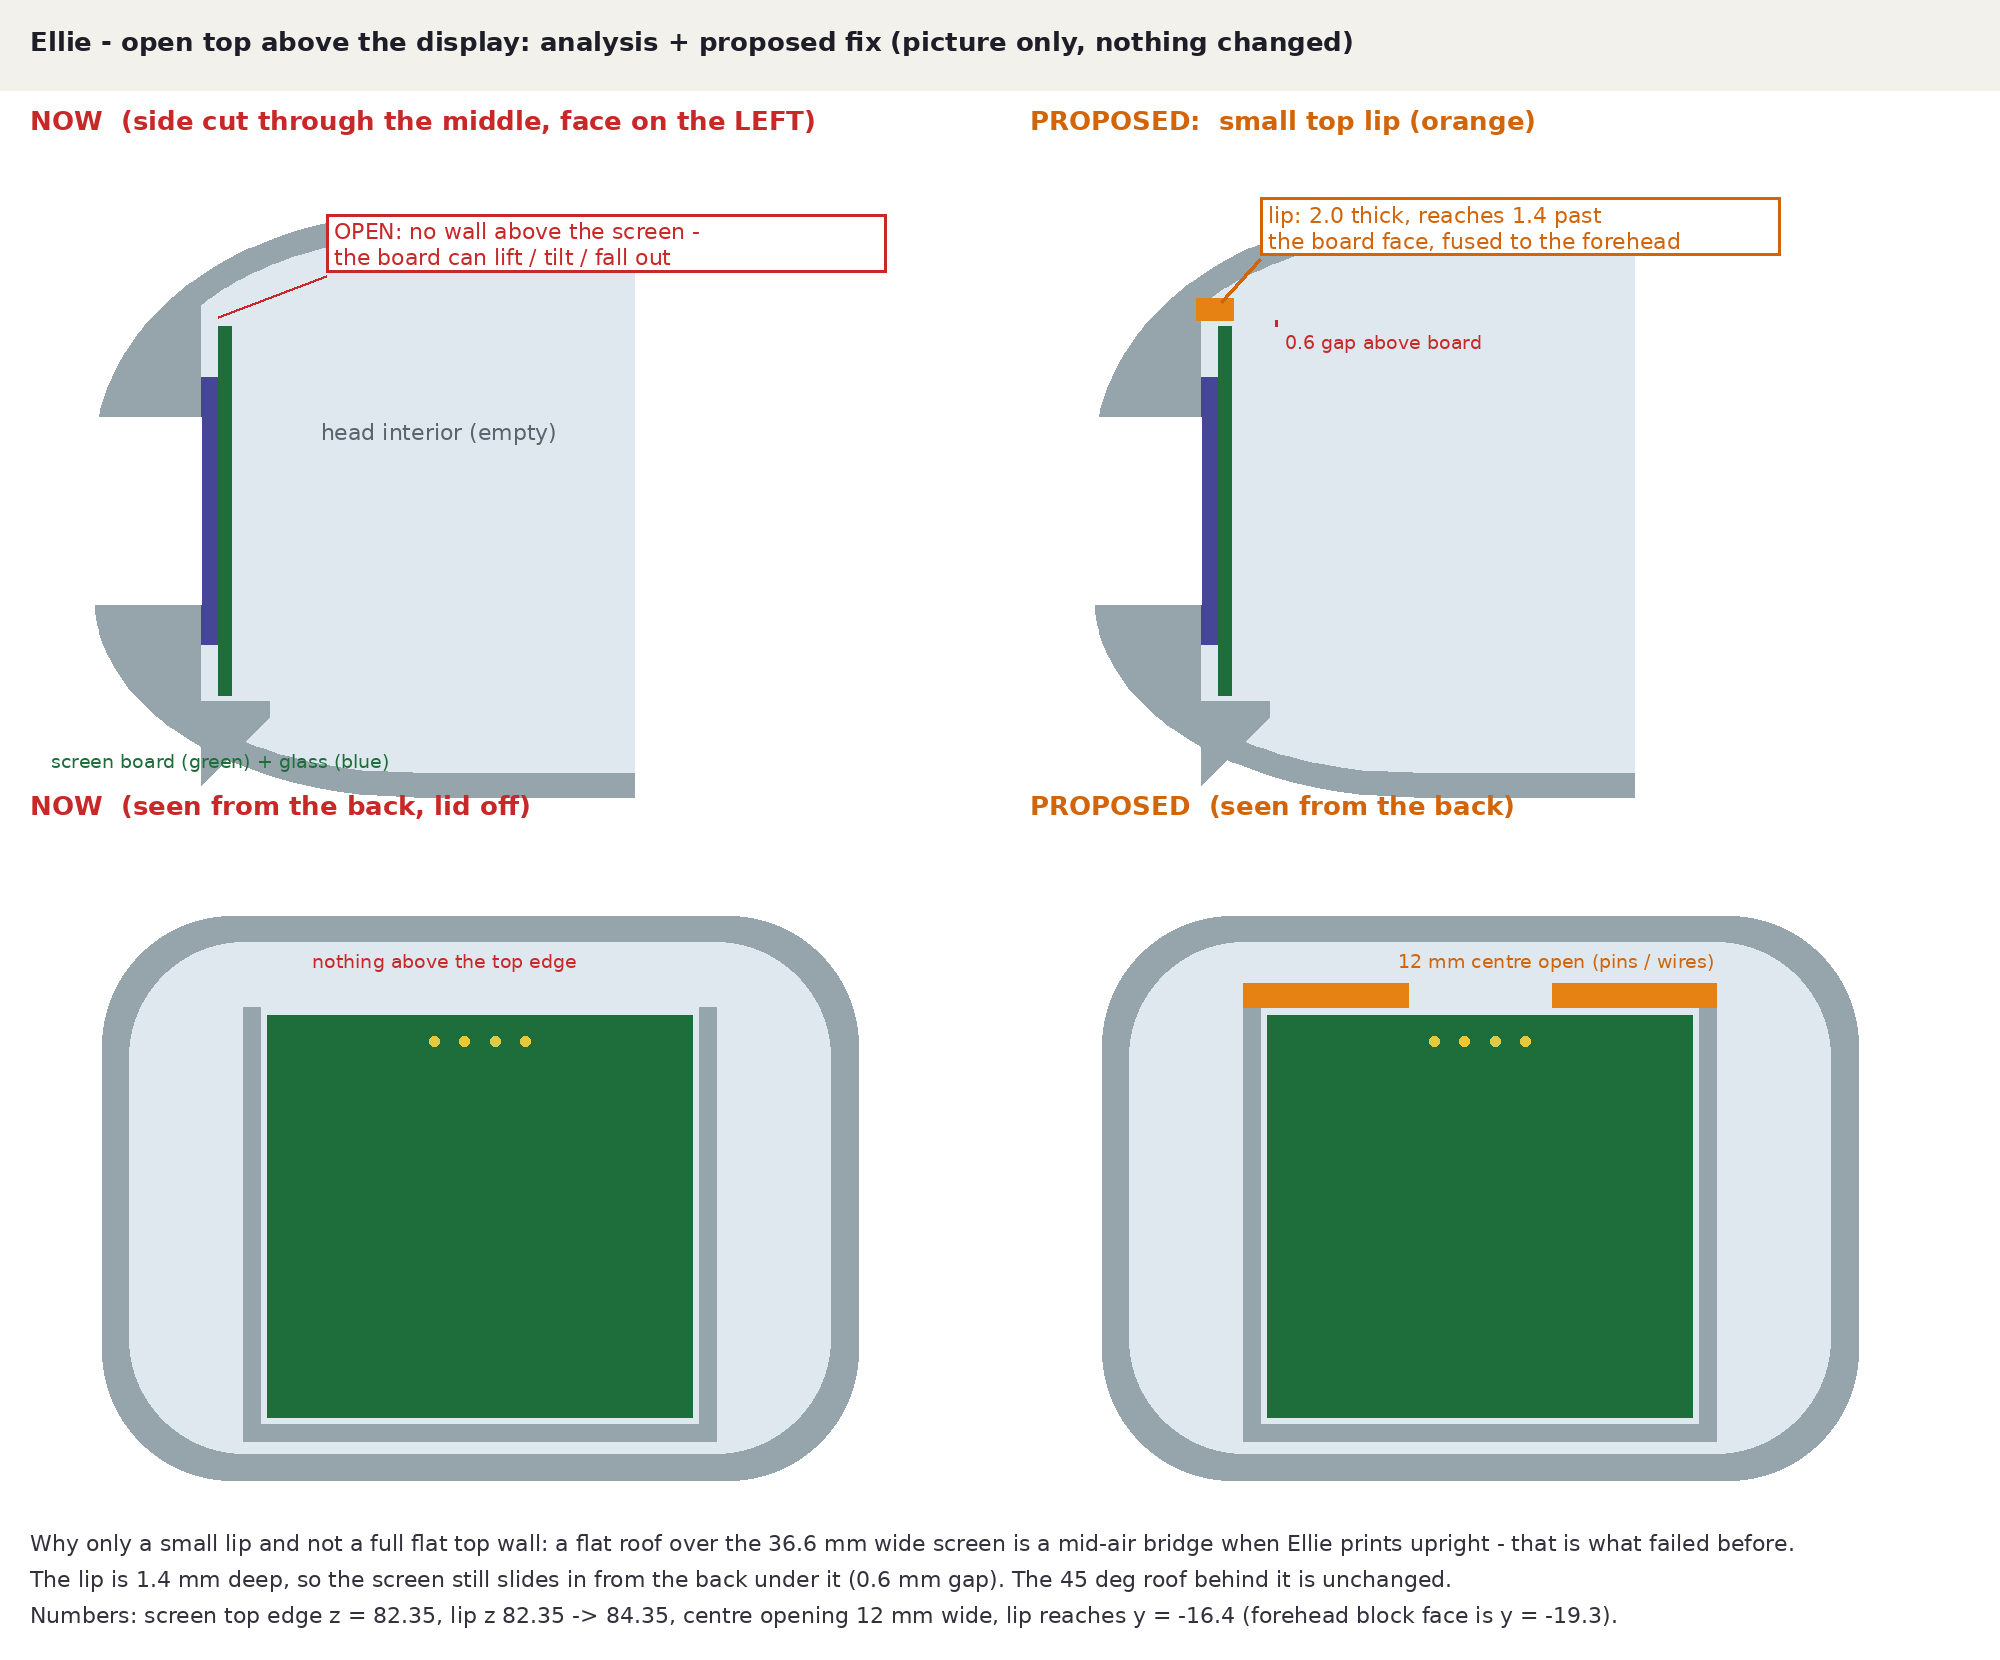 Ellie - open top above the display: analysis + proposed fix (picture only, nothing changed)
NOW  (side cut through the middle, face on the LEFT)
PROPOSED:  small top lip (orange)
OPEN: no wall above the screen -
the board can lift / tilt / fall out
lip: 2.0 thick, reaches 1.4 past
the board face, fused to the forehead
0.6 gap above board
head interior (empty)
screen board (green) + glass (blue)
NOW  (seen from the back, lid off)
PROPOSED  (seen from the back)
nothing above the top edge
12 mm centre open (pins / wires)
Why only a small lip and not a full flat top wall: a flat roof over the 36.6 mm wide screen is a mid-air bridge when Ellie prints upright - that is what failed before.
The lip is 1.4 mm deep, so the screen still slides in from the back under it (0.6 mm gap). The 45 deg roof behind it is unchanged.
Numbers: screen top edge z = 82.35, lip z 82.35 -> 84.35, centre opening 12 mm wide, lip reaches y = -16.4 (forehead block face is y = -19.3).